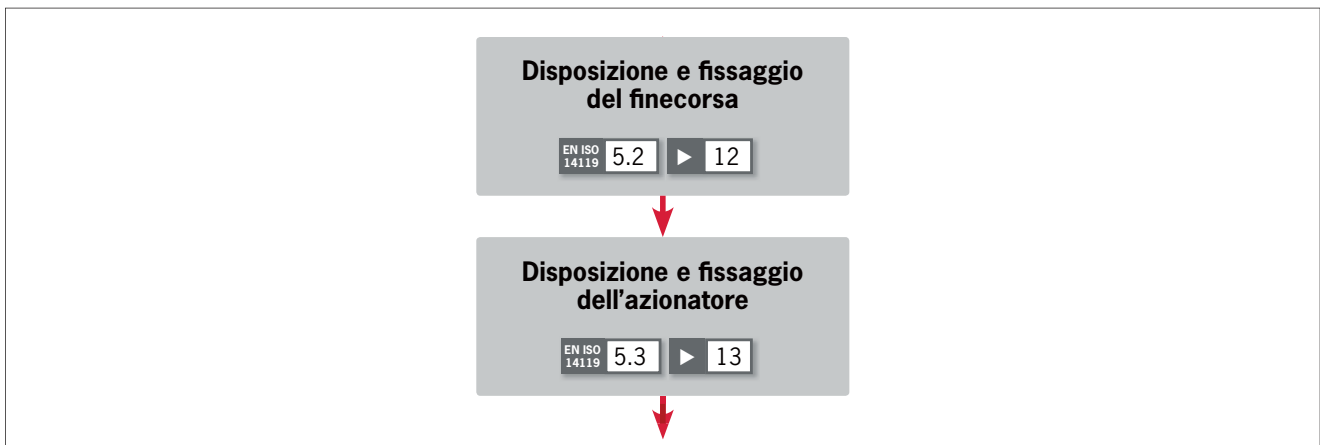 Disposizione e fissaggio
del finecorsa
EN ISO
14119 5.2 ▶ 12
Disposizione e fissaggio
dell'azionatore
EN ISO
14119 5.3 ▶ 13